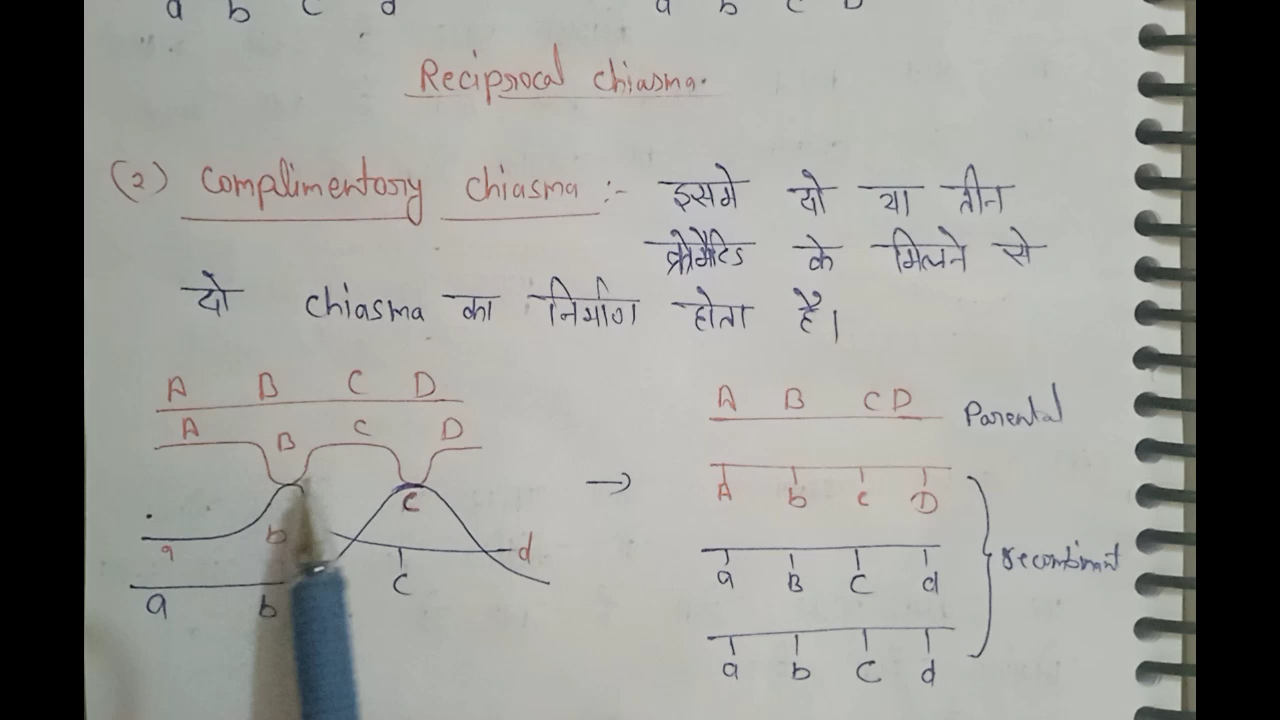 a b c d a b c D
Reciprocal chiasma.
(2) Complimentory chiasma :- इसमे दो या तीन
क्रोमैटिड के मिलने से
दो chiasma का निर्माण होता है।
A B C D
A B C D
a b c d
a b c
→
A B C D Parental
A b c D
a B C d
a b C d
recombinant